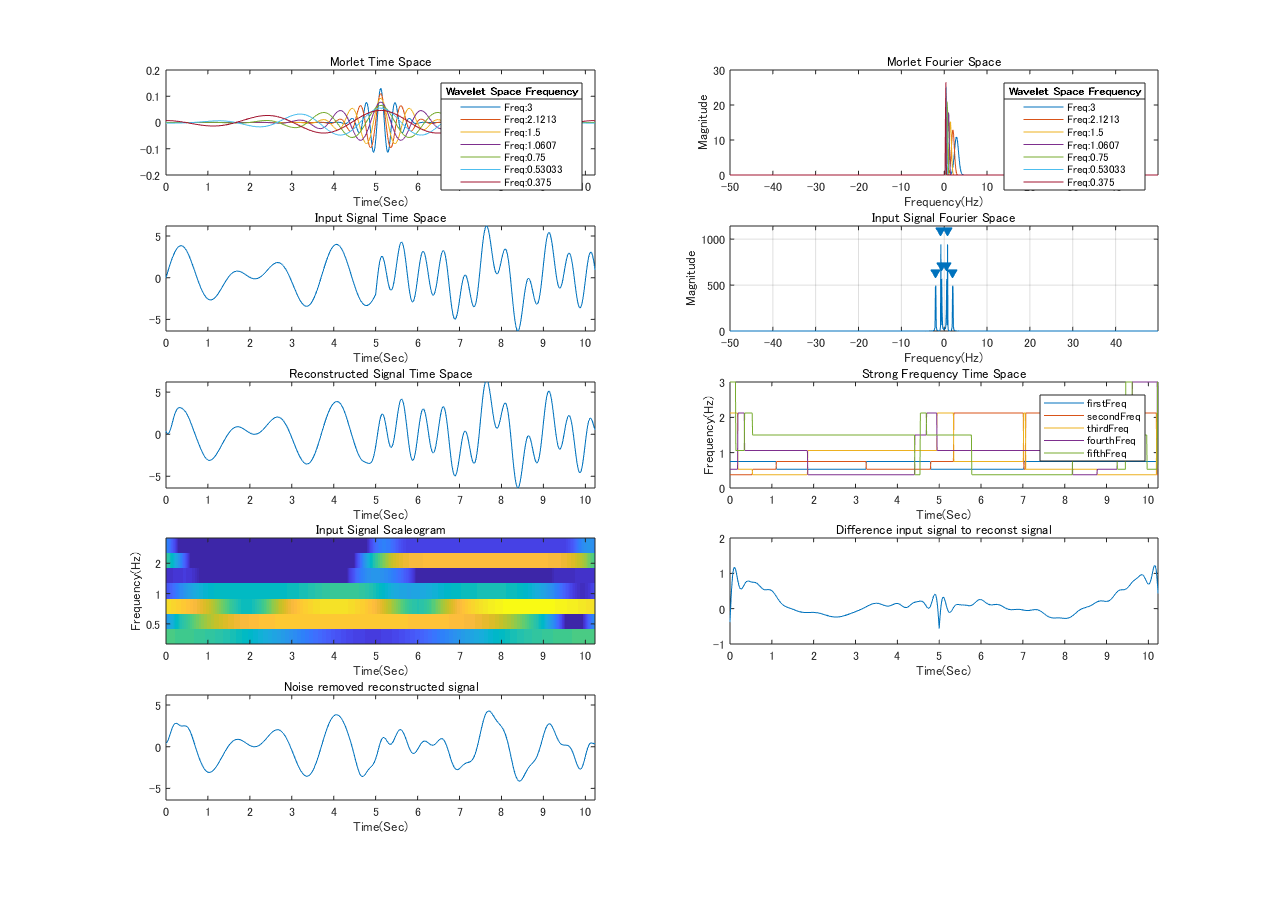 Morlet Time Space
0.2
0.1
0
-0.1
-0.2
Wavelet Space Frequency
Freq:3
Freq:2.1213
Freq:1.5
Freq:1.0607
Freq:0.75
Freq:0.53033
Freq:0.375
0 1 2 3 4 5 6 10
Time(Sec)
Morlet Fourier Space
Magnitude
30
20
10
0
Wavelet Space Frequency
Freq:3
Freq:2.1213
Freq:1.5
Freq:1.0607
Freq:0.75
Freq:0.53033
Freq:0.375
-50 -40 -30 -20 -10 0 10 40
Frequency(Hz)
Input Signal Time Space
5
0
-5
0 1 2 3 4 5 6 7 8 9 10
Time(Sec)
Input Signal Fourier Space
Magnitude
1000
500
0
-50 -40 -30 -20 -10 0 10 20 30 40
Frequency(Hz)
Reconstructed Signal Time Space
5
0
-5
0 1 2 3 4 5 6 7 8 9 10
Time(Sec)
Strong Frequency Time Space
Frequency(Hz)
3
2
1
0
firstFreq
secondFreq
thirdFreq
fourthFreq
fifthFreq
0 1 2 3 4 5 6 7 8 9 10
Time(Sec)
Input Signal Scaleogram
Frequency(Hz)
2
1
0.5
0 1 2 3 4 5 6 7 8 9 10
Time(Sec)
Difference input signal to reconst signal
2
1
0
-1
0 1 2 3 4 5 6 7 8 9 10
Time(Sec)
Noise removed reconstructed signal
5
0
-5
0 1 2 3 4 5 6 7 8 9 10
Time(Sec)